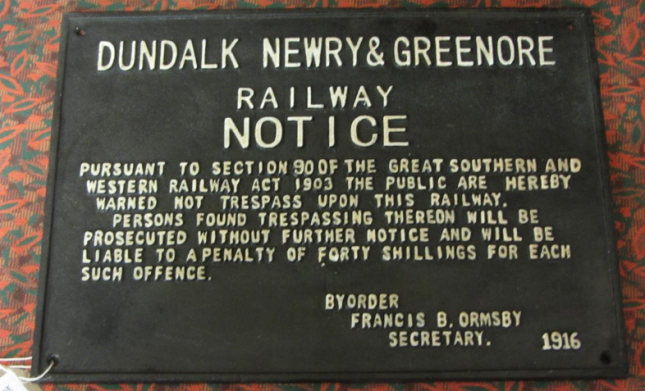 DUNDALK NEWRY & GREENORE
RAILWAY
NOTICE
PURSUANT TO SECTION 90 OF THE GREAT SOUTHERN AND
WESTERN RAILWAY ACT 1903 THE PUBLIC ARE HEREBY
WARNED NOT TRESPASS UPON THIS RAILWAY.
PERSONS FOUND TRESPASSING THEREON WILL BE
PROSECUTED WITHOUT FURTHER NOTICE AND WILL BE
LIABLE TO A PENALTY OF FORTY SHILLINGS FOR EACH
SUCH OFFENCE.
BY ORDER
FRANCIS B. ORMSBY
SECRETARY. 1916